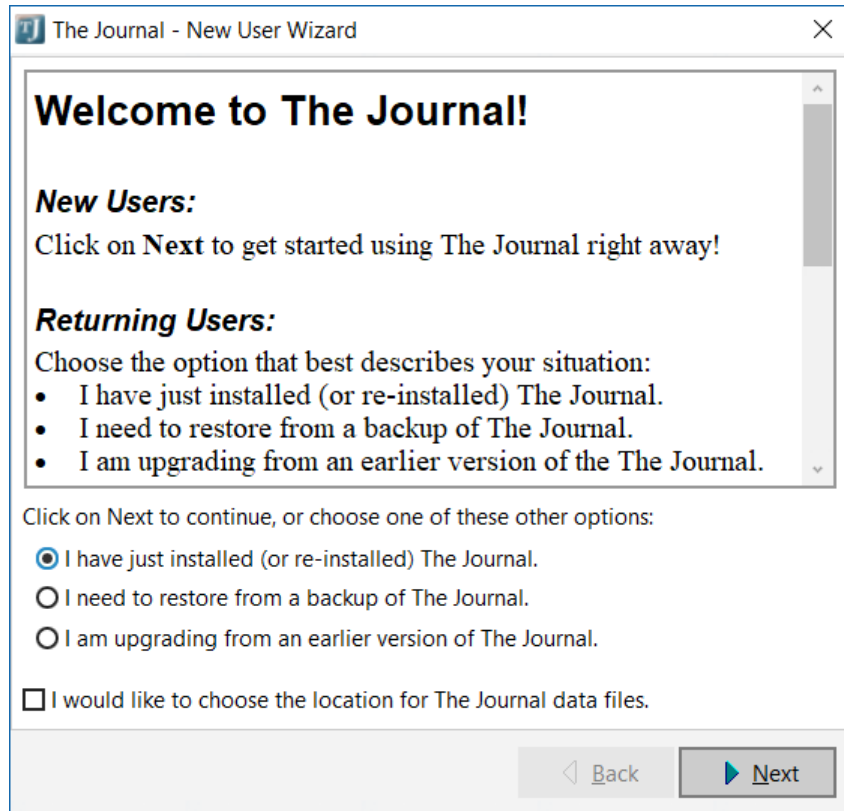 TJ The Journal - New User Wizard
Welcome to The Journal!
New Users:
Click on Next to get started using The Journal right away!
Returning Users:
Choose the option that best describes your situation:
• I have just installed (or re-installed) The Journal.
• I need to restore from a backup of The Journal.
• I am upgrading from an earlier version of the The Journal.
Click on Next to continue, or choose one of these other options:
I have just installed (or re-installed) The Journal.
I need to restore from a backup of The Journal.
I am upgrading from an earlier version of The Journal.
I would like to choose the location for The Journal data files.
Back Next